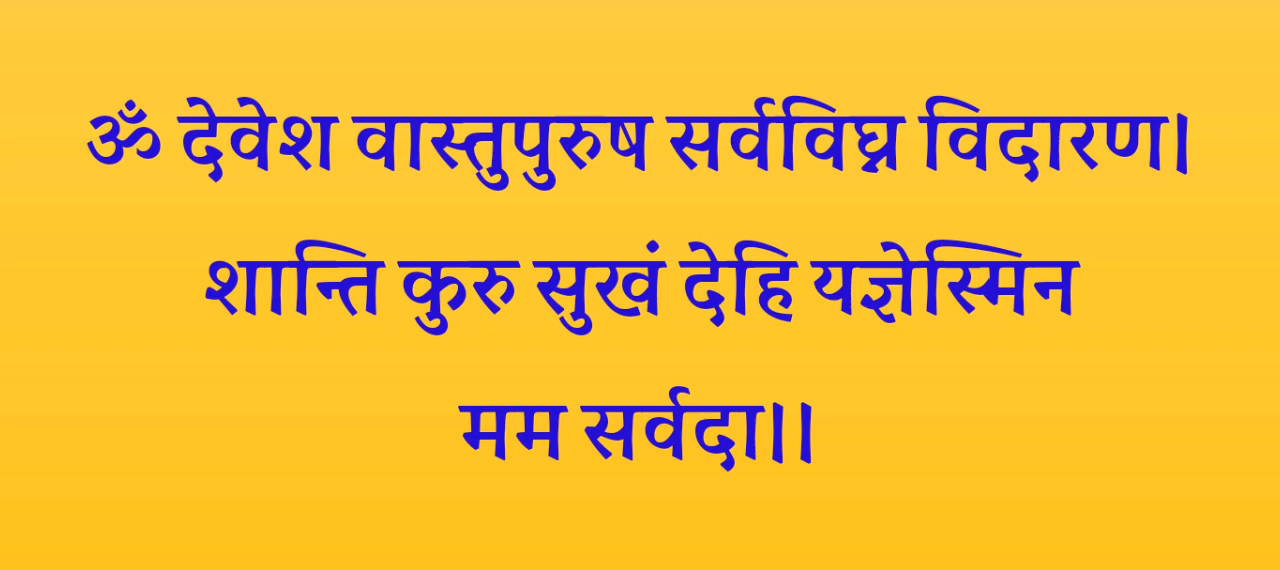 ॐ देवेश वास्तुपुरुष सर्वविघ्न विदारण।
शान्ति कुरु सुखं देहि यज्ञेस्मिन
मम सर्वदा।।